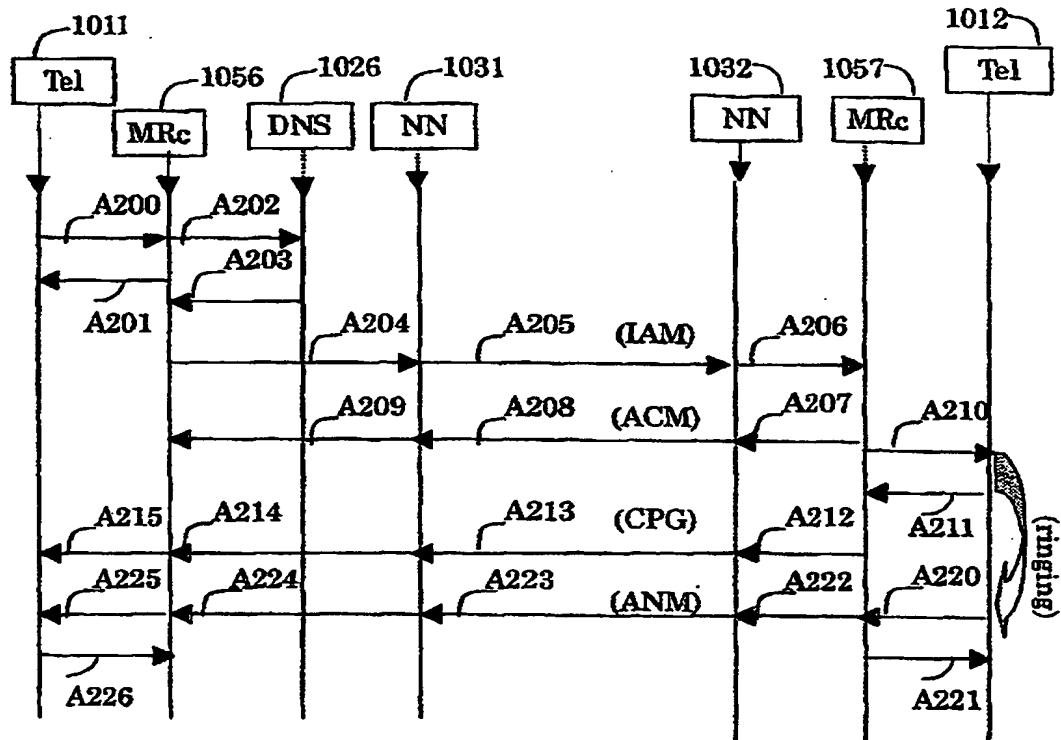 1011
1056
1026
1031
1032
1057
1012
Tel
MRc
DNS
NN
NN
MRc
Tel
A200
A202
A203
A201
A204
A205
(IAM)
A206
A209
A208
(ACM)
A207
A210
A211
(ringing)
A215
A214
A213
(CPG)
A212
A225
A224
A223
(ANM)
A222
A220
A226
A221